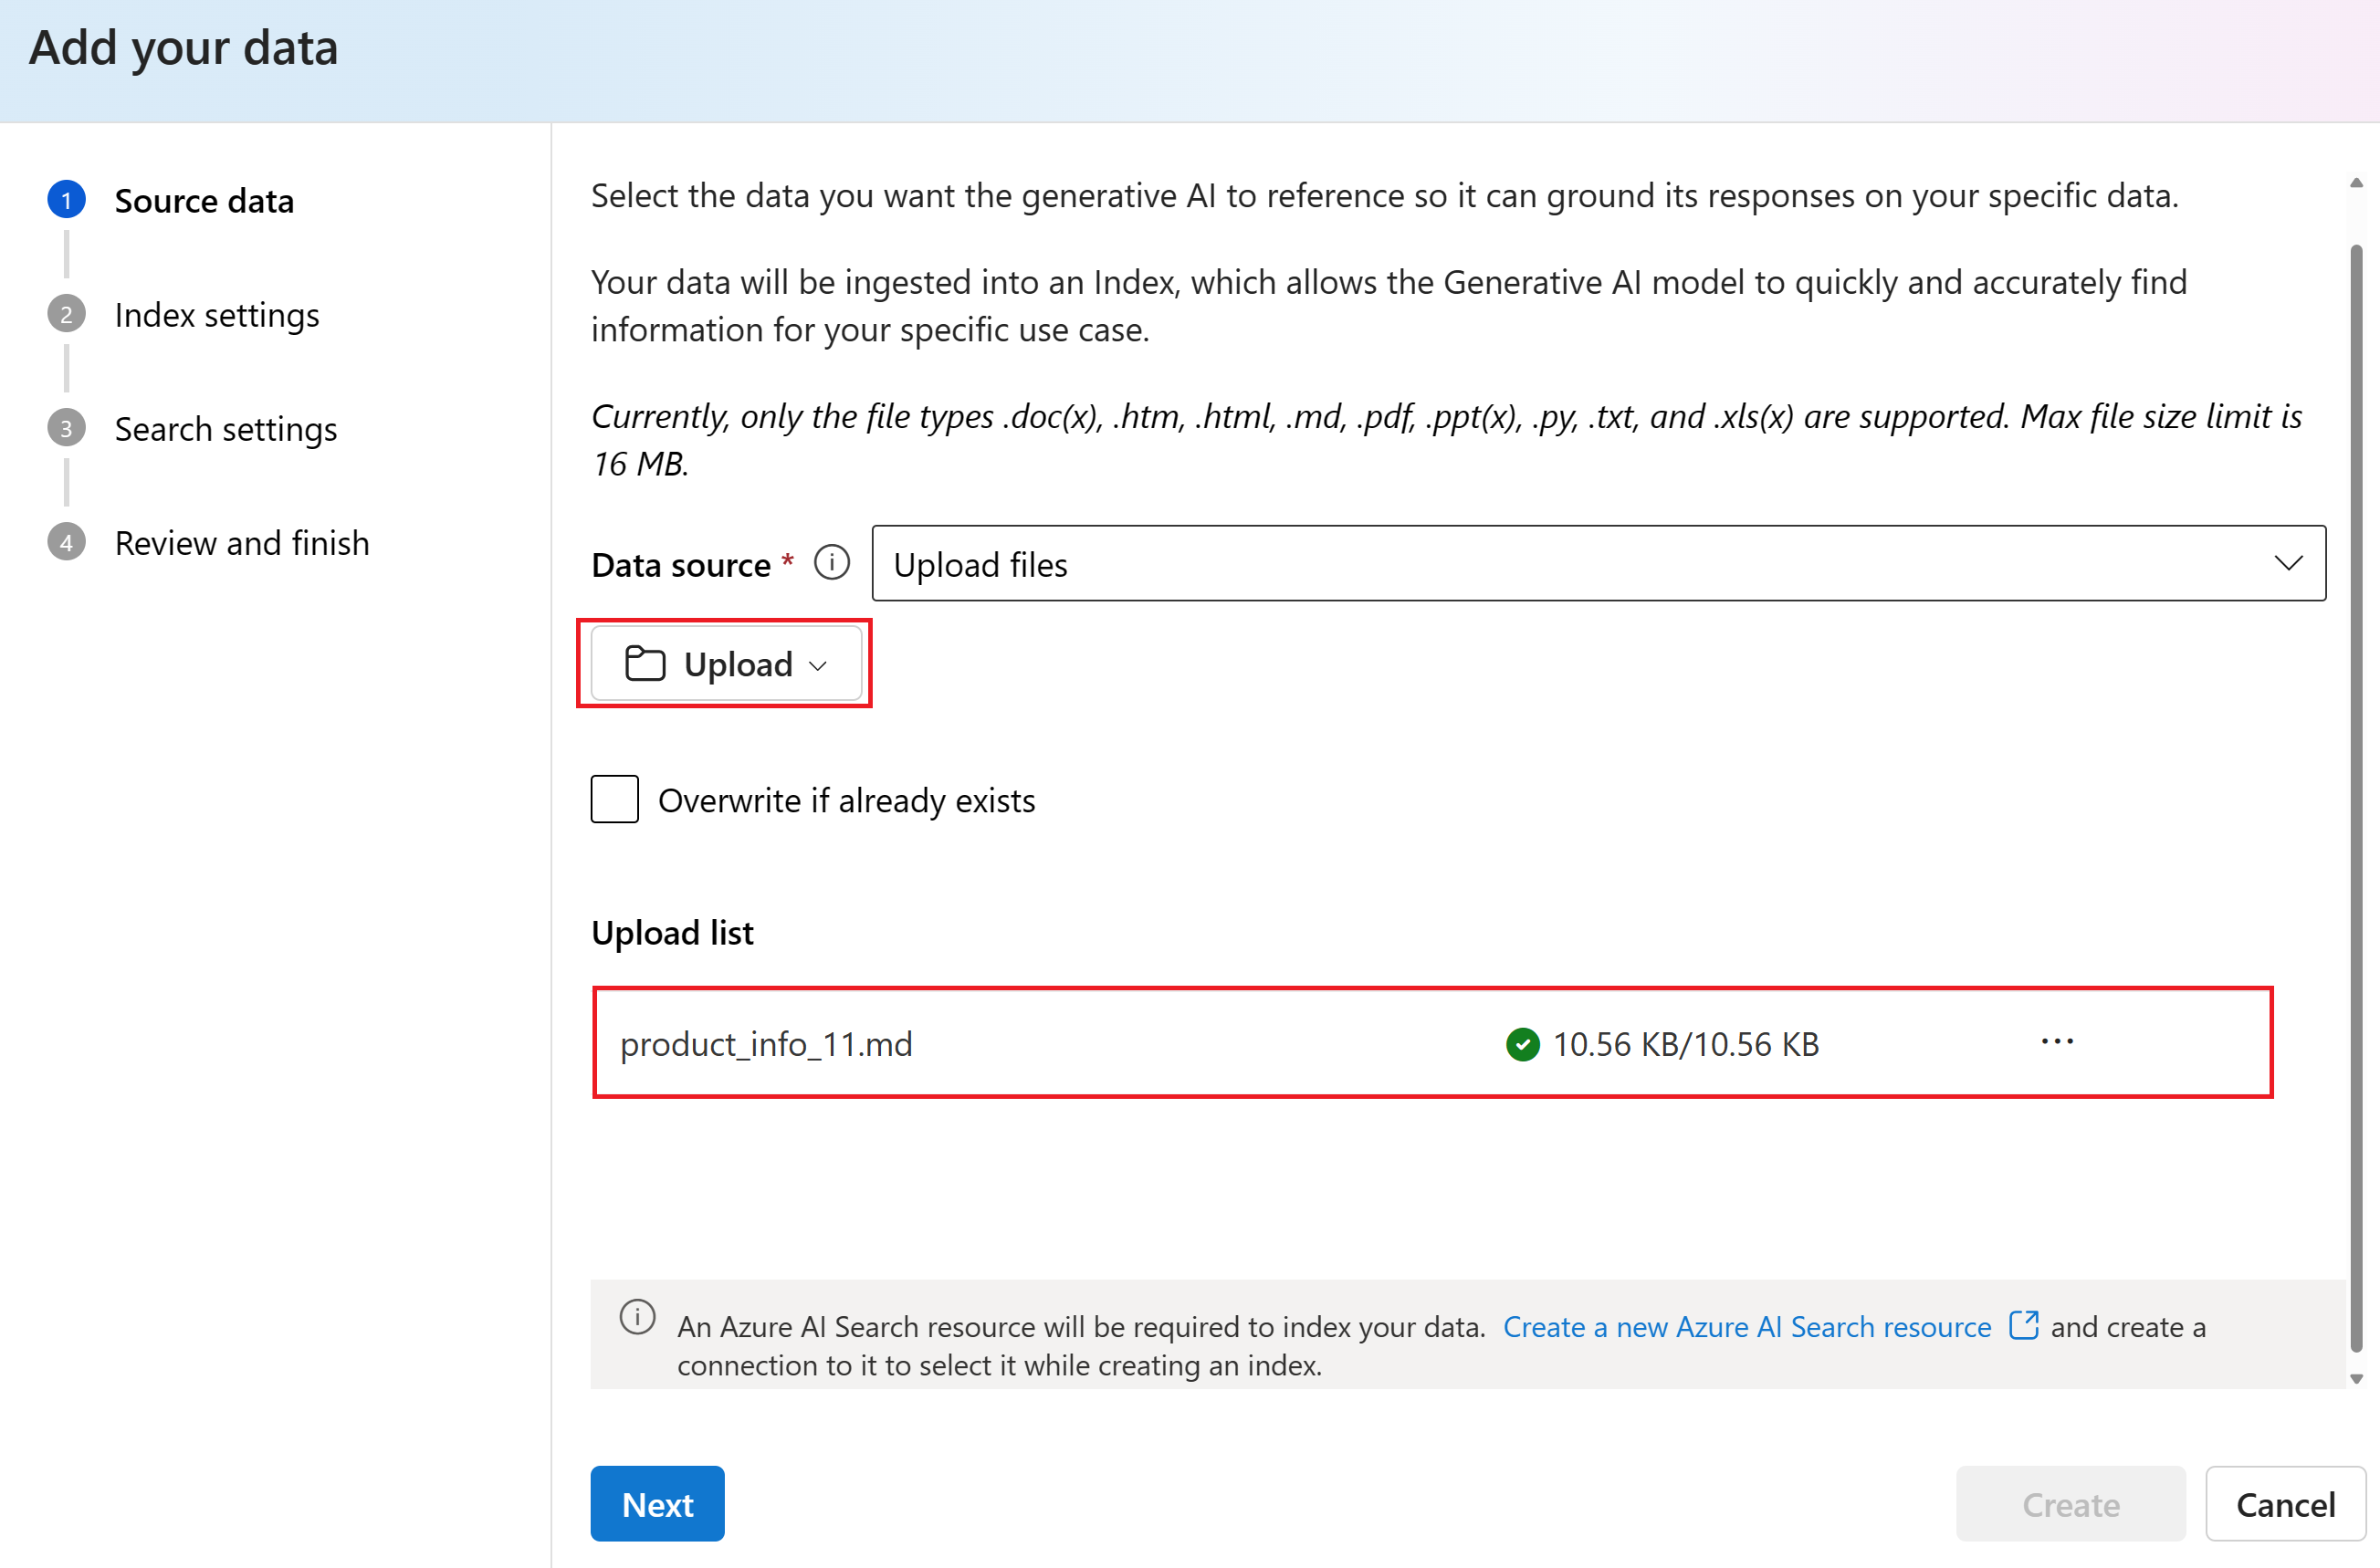 Add your data
1 Source data
2 Index settings
3 Search settings
4 Review and finish
Select the data you want the generative AI to reference so it can ground its responses on your specific data.
Your data will be ingested into an Index, which allows the Generative AI model to quickly and accurately find
information for your specific use case.
Currently, only the file types .doc(x), .htm, .html, .md, .pdf, .ppt(x), .py, .txt, and .xls(x) are supported. Max file size limit is
16 MB.
Data source * Upload files
Upload
Overwrite if already exists
Upload list
product_info_11.md 10.56 KB/10.56 KB ...
An Azure AI Search resource will be required to index your data. Create a new Azure AI Search resource and create a
connection to it to select it while creating an index.
Next Create Cancel